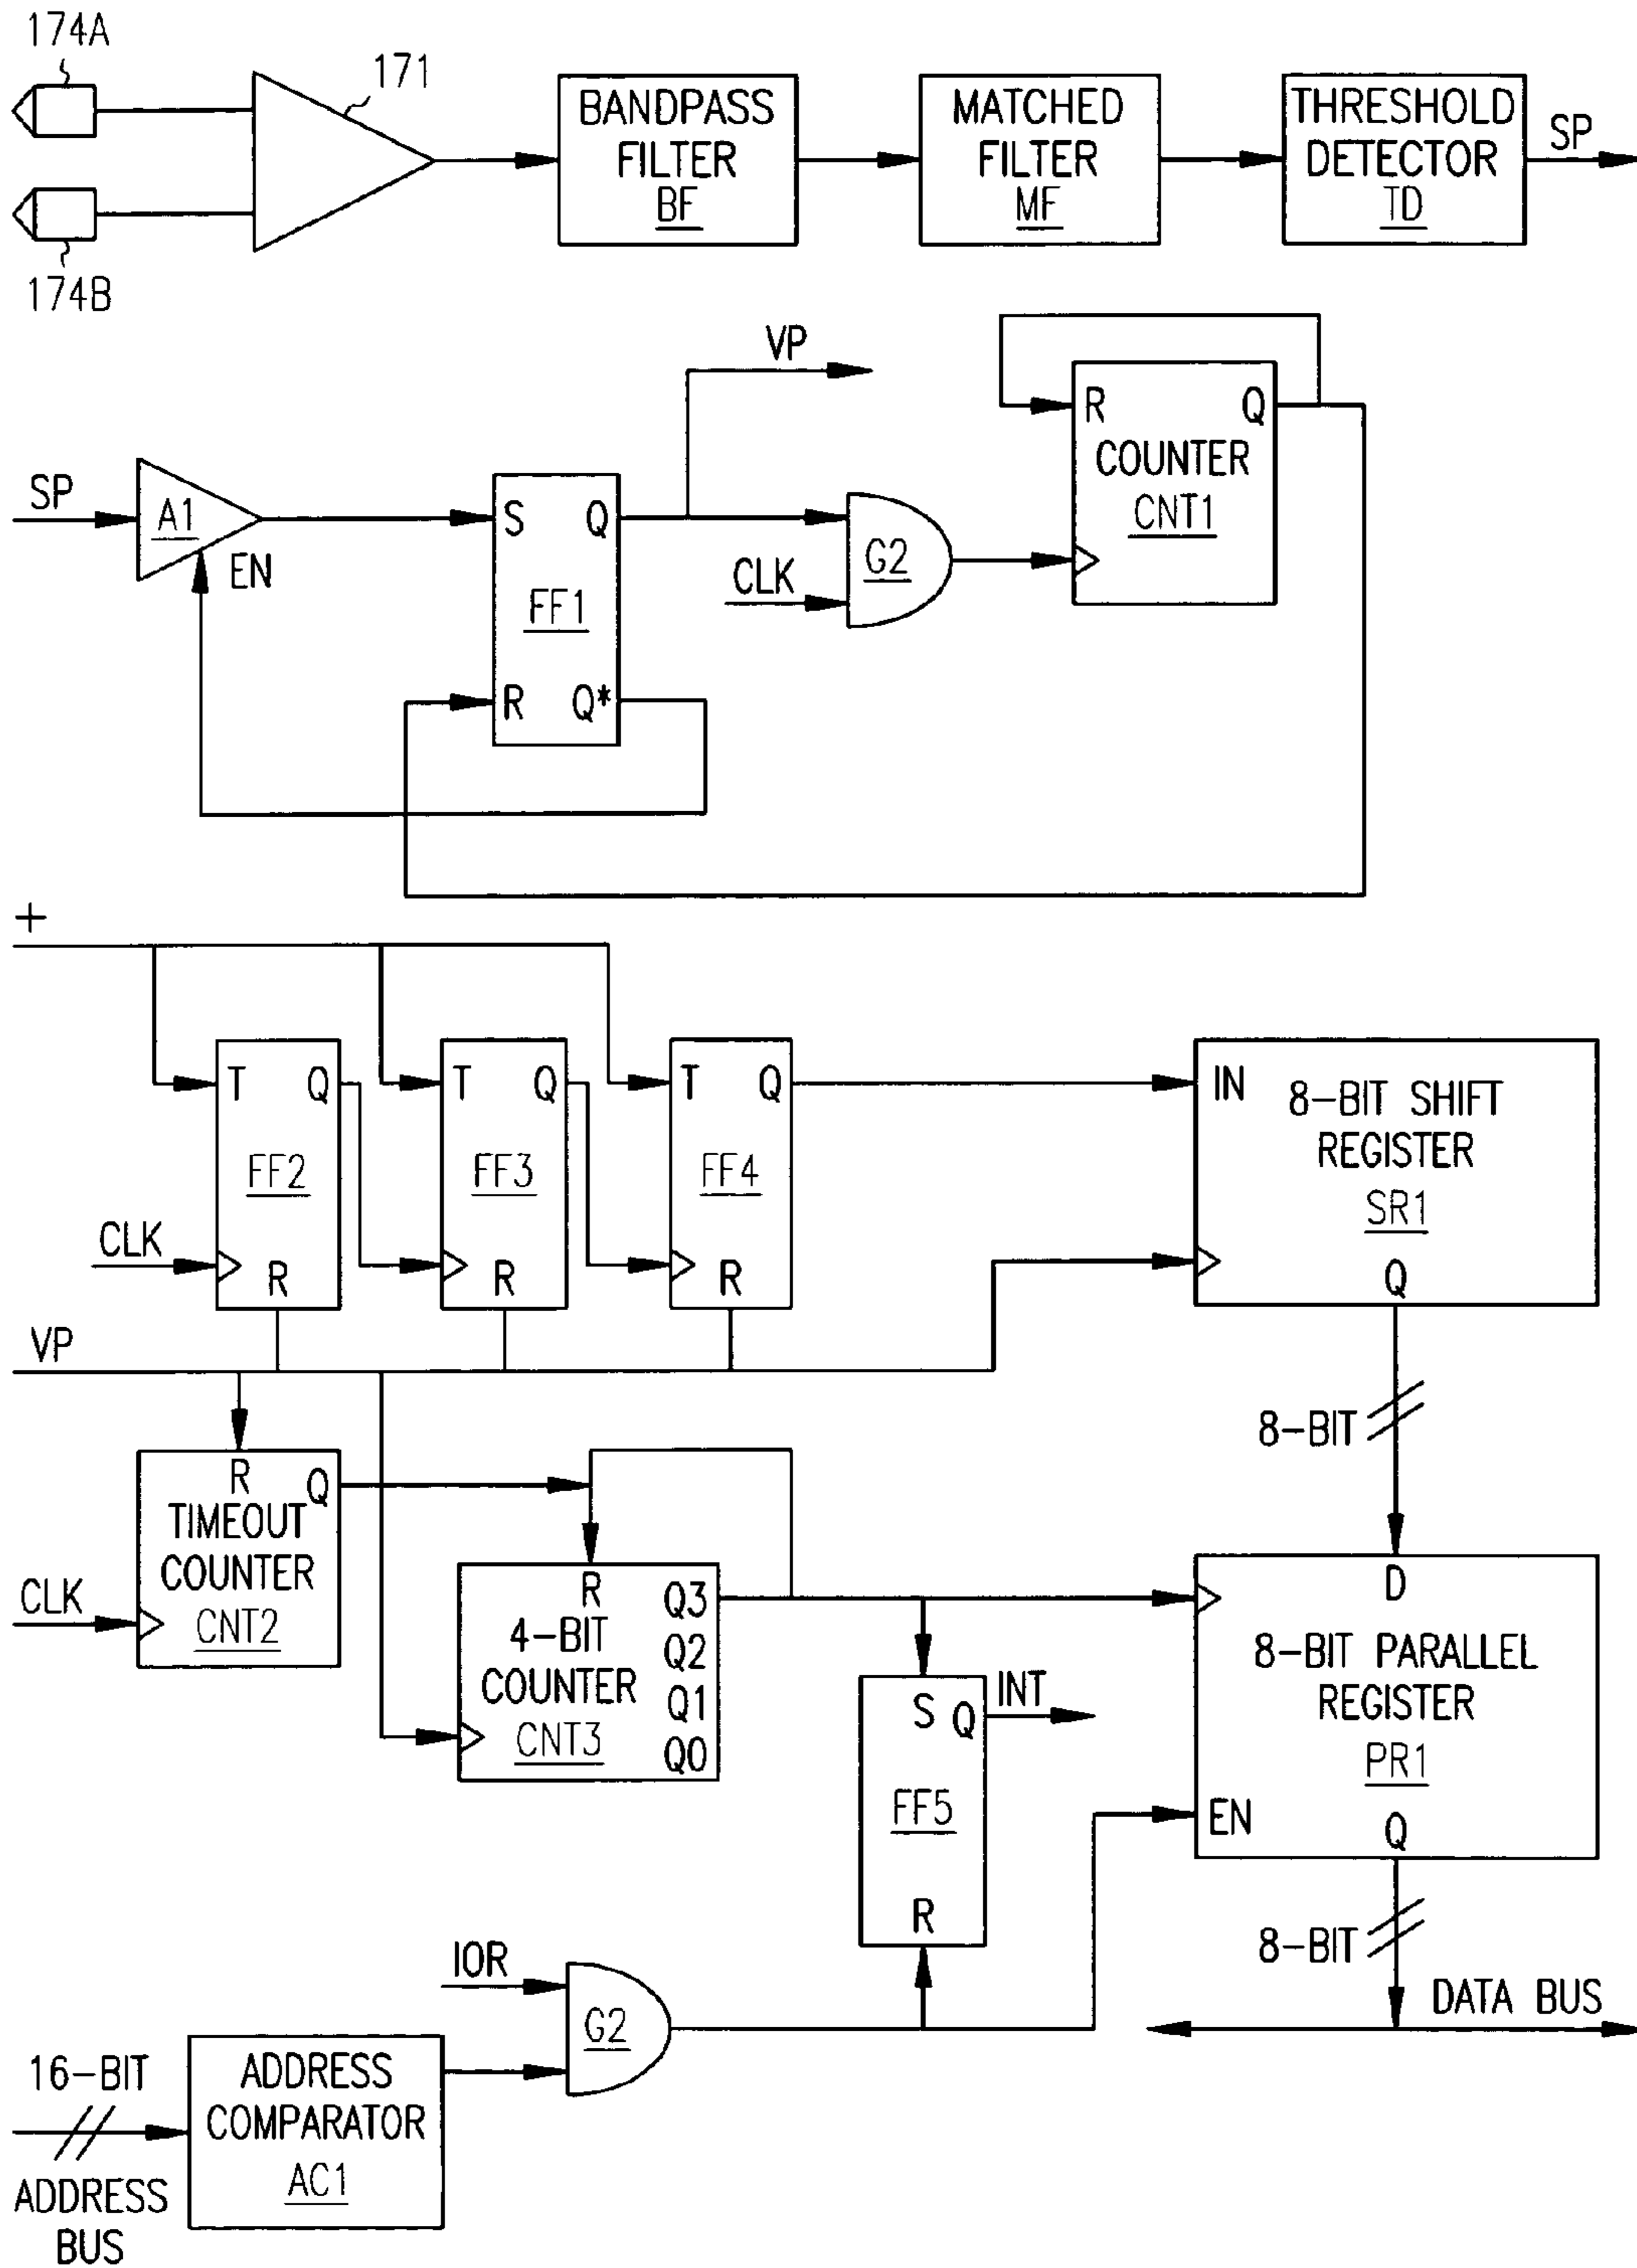 174A
171
BANDPASS
FILTER
BF
MATCHED
FILTER
MF
THRESHOLD
DETECTOR
TD
SP
174B
VP
R Q
COUNTER
CNT1
SP
A1
EN
S Q
FF1
R Q*
CLK
G2
+
T Q
FF2
R
CLK
T Q
FF3
R
T Q
FF4
R
IN
8-BIT SHIFT
REGISTER
SR1
Q
VP
8-BIT
R
Q
TIMEOUT
COUNTER
CNT2
CLK
R
4-BIT
COUNTER
CNT3
Q3
Q2
Q1
Q0
S Q
INT
FF5
R
D
8-BIT PARALLEL
REGISTER
PR1
EN
Q
8-BIT
DATA BUS
IOR
G2
16-BIT
ADDRESS
BUS
ADDRESS
COMPARATOR
AC1